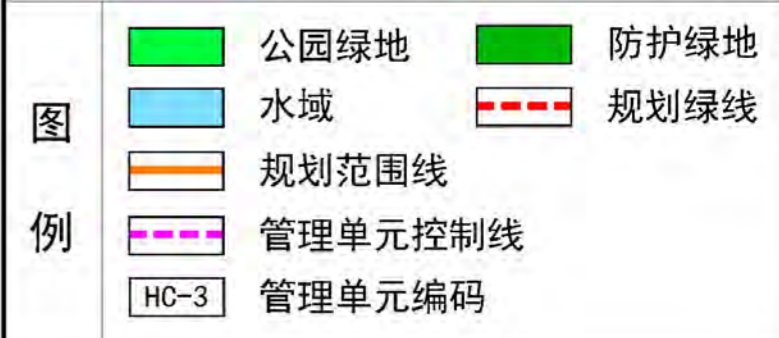 图例
公园绿地 防护绿地
水域 规划绿线
规划范围线
管理单元控制线
HC-3 管理单元编码